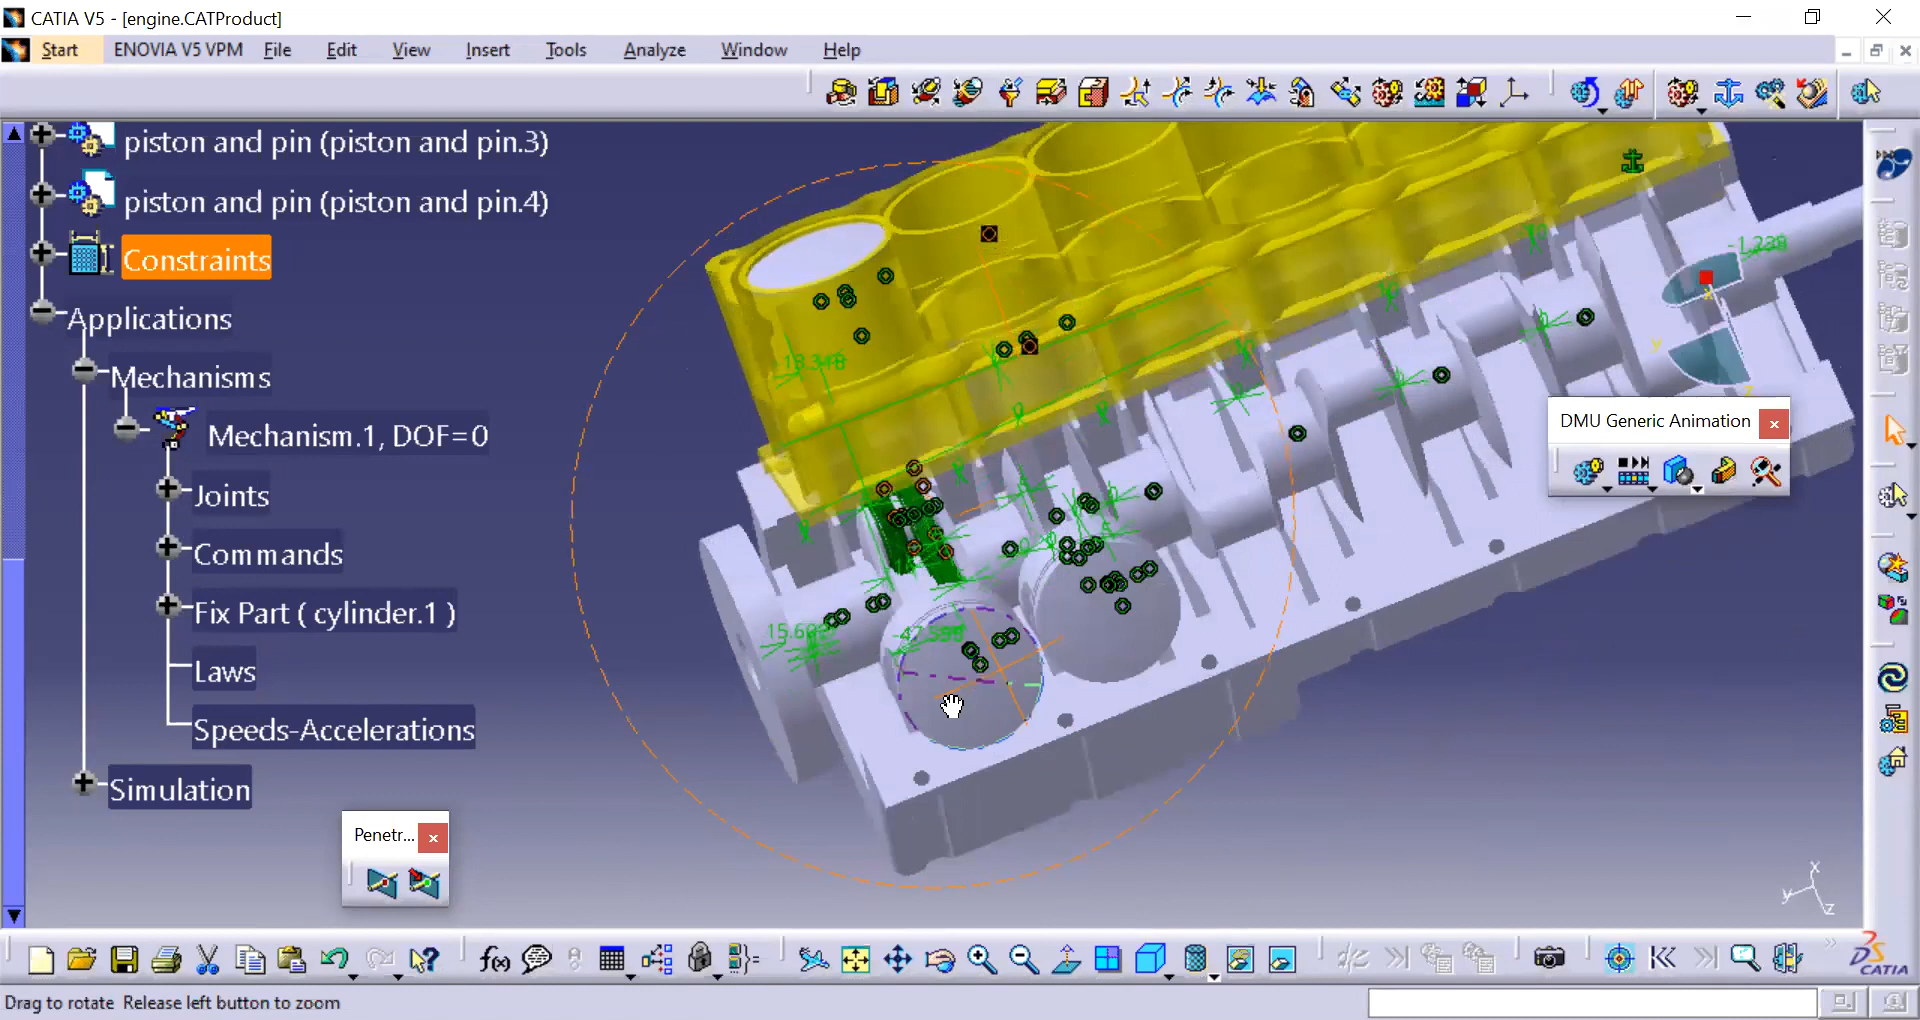 CATIA V5 - [engine.CATProduct]
Start ENOVIA V5 VPM File Edit View Insert Tools Analyze Window Help
piston and pin (piston and pin.3)
piston and pin (piston and pin.4)
Constraints
Applications
Mechanisms
Mechanism.1, DOF=0
Joints
Commands
Fix Part ( cylinder.1 )
Laws
Speeds-Accelerations
Simulation
-1.238
x
y
z
DMU Generic Animation
Penetr...
x
y
z
f(x)
CATIA
Drag to rotate Release left button to zoom